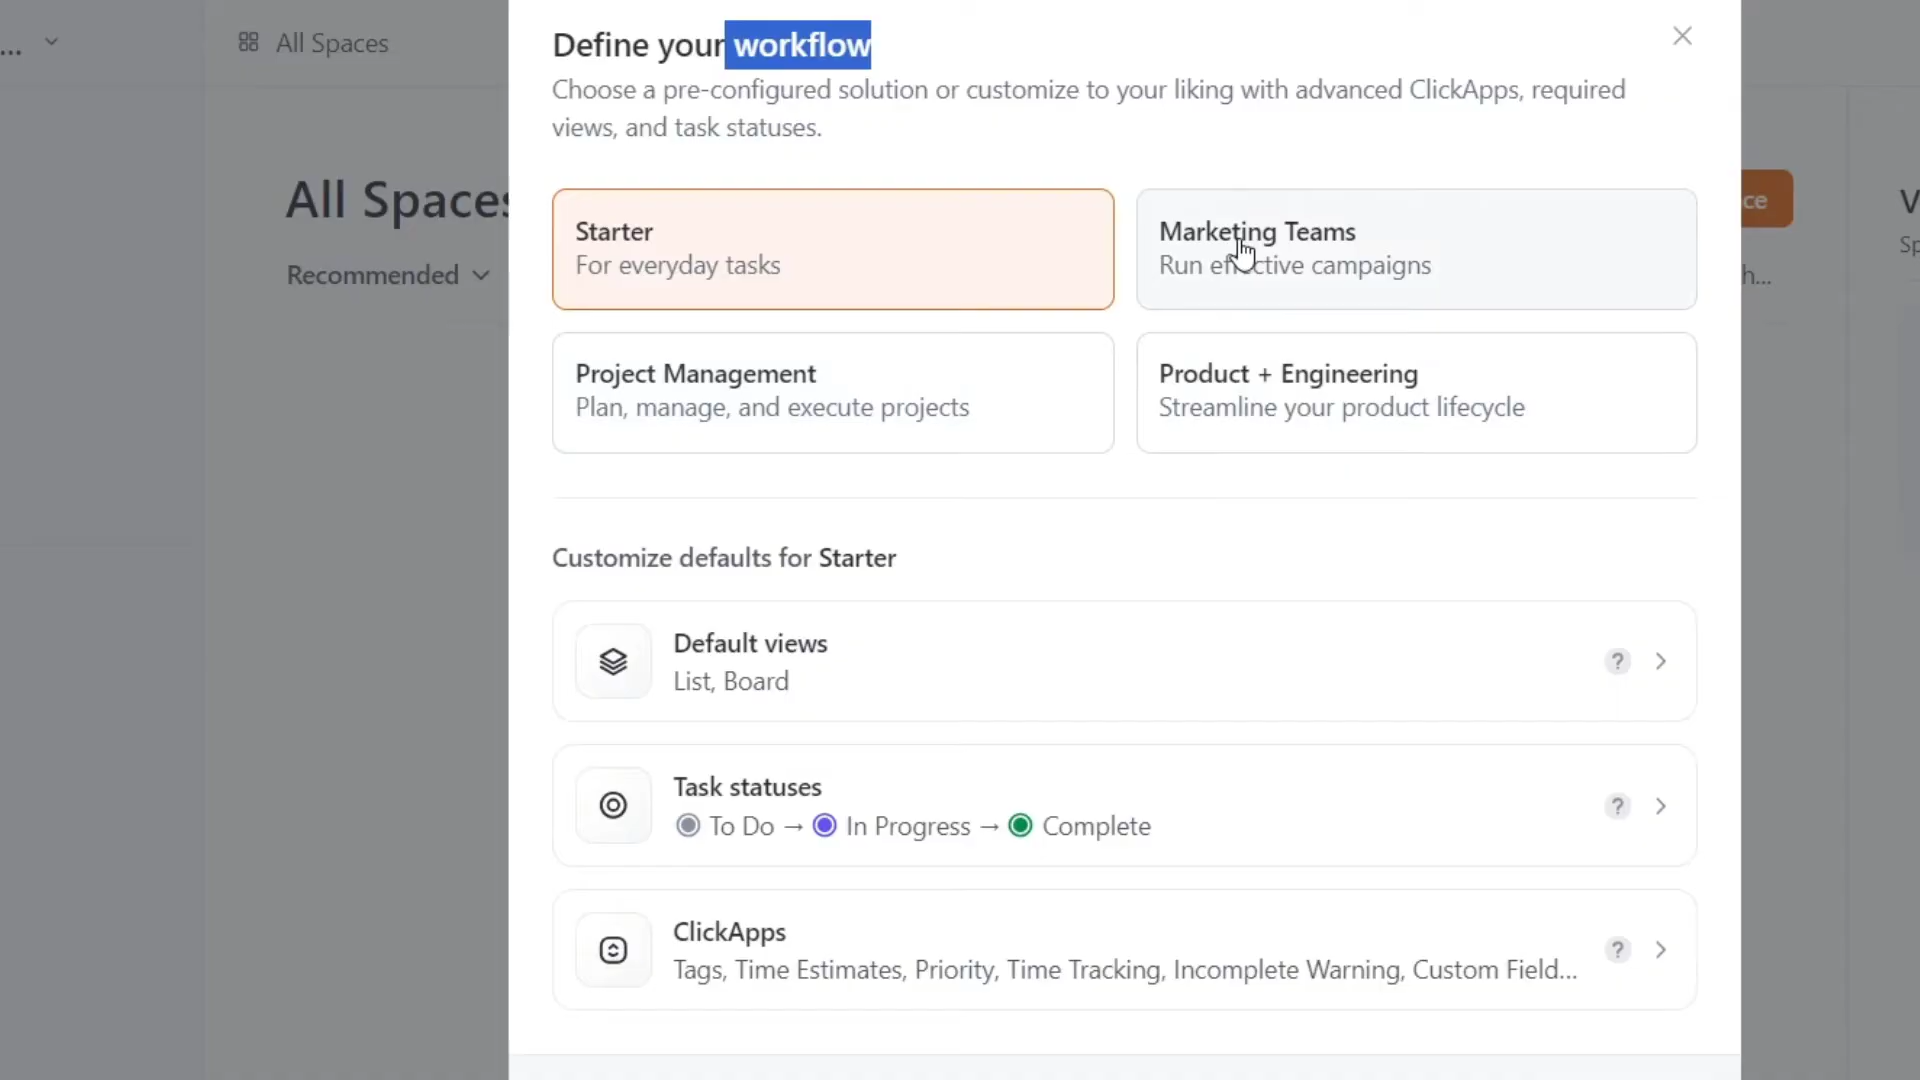 ...
All Spaces
Define your workflow
Choose a pre-configured solution or customize to your liking with advanced ClickApps, required
views, and task statuses.
All Spaces
Recommended
Starter
For everyday tasks
Marketing Teams
Run effective campaigns
Project Management
Plan, manage, and execute projects
Product + Engineering
Streamline your product lifecycle
Customize defaults for Starter
Default views
List, Board
?
Task statuses
To Do → In Progress → Complete
?
ClickApps
Tags, Time Estimates, Priority, Time Tracking, Incomplete Warning, Custom Field...
?